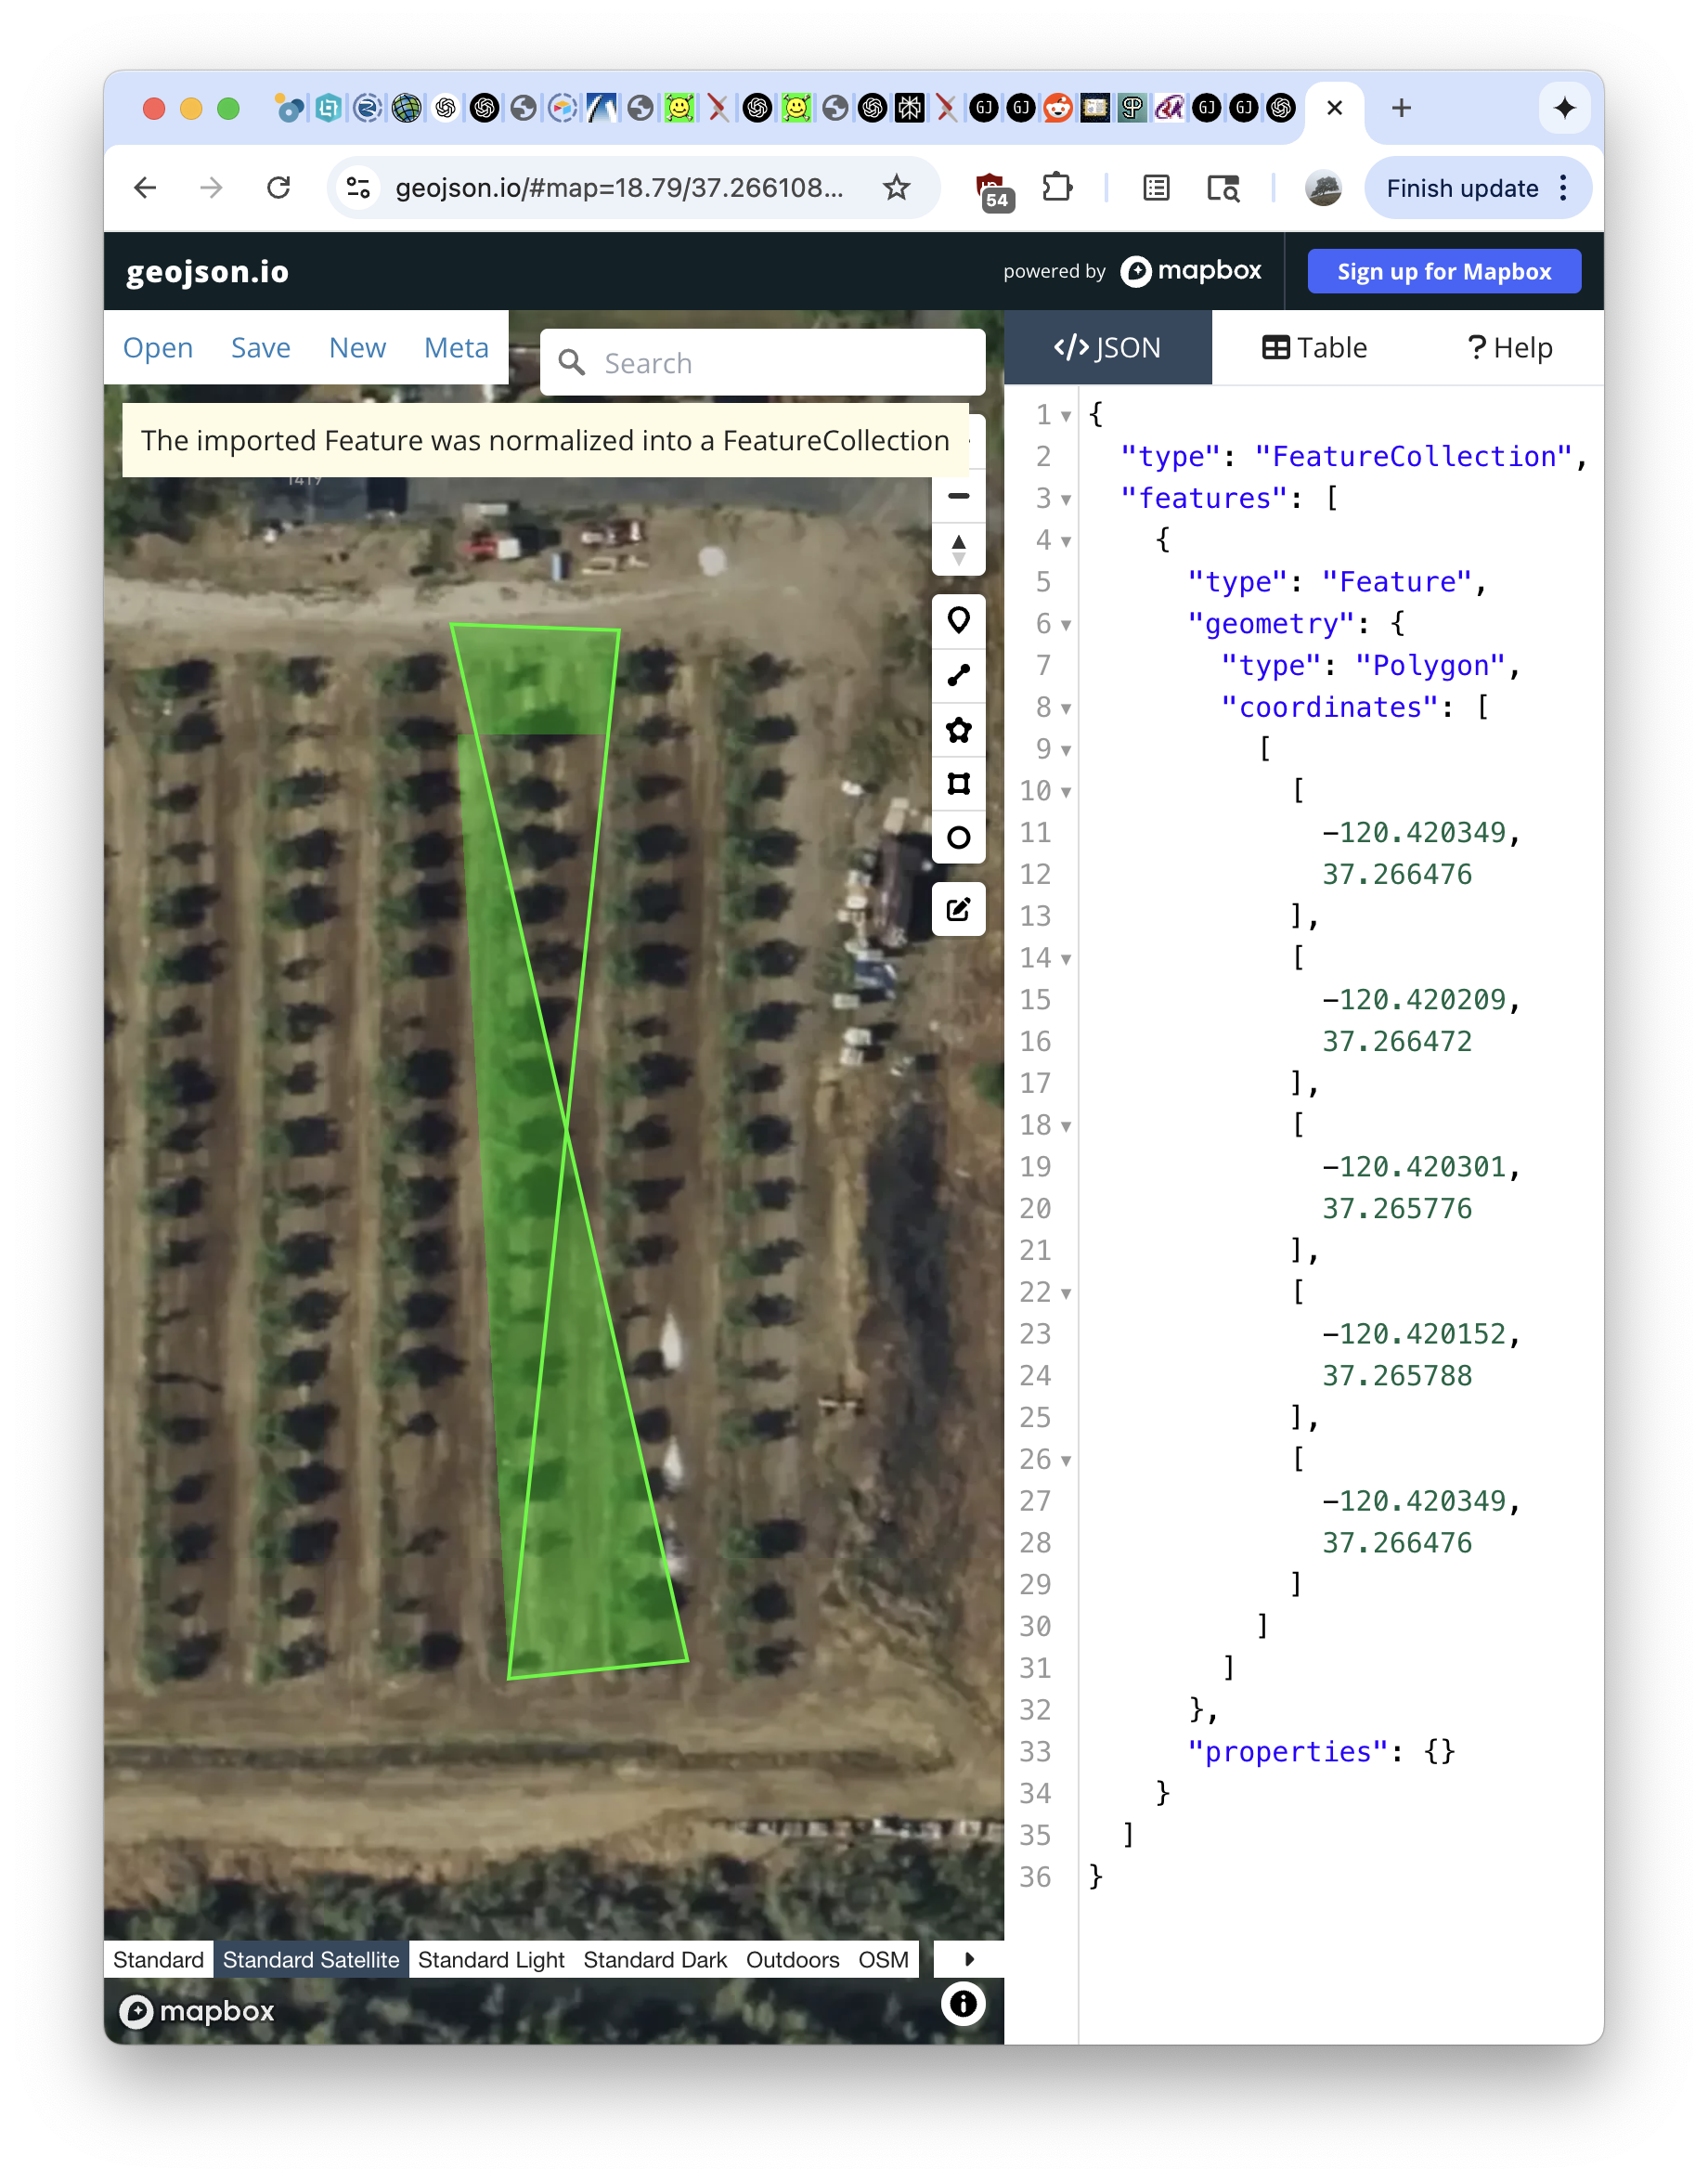 54
geojson.io/#map=18.79/37.266108...
Finish update
geojson.io
powered by mapbox
Sign up for Mapbox
Open Save New Meta
Search
The imported Feature was normalized into a FeatureCollection
1419
</> JSON
Table
? Help
1 {
2 "type": "FeatureCollection",
3 "features": [
4 {
5 "type": "Feature",
6 "geometry": {
7 "type": "Polygon",
8 "coordinates": [
9 [
10 [
11 -120.420349,
12 37.266476
13 ],
14 [
15 -120.420209,
16 37.266472
17 ],
18 [
19 -120.420301,
20 37.265776
21 ],
22 [
23 -120.420152,
24 37.265788
25 ],
26 [
27 -120.420349,
28 37.266476
29 ]
30 ]
31 ]
32 },
33 "properties": {}
34 }
35 ]
36 }
Standard Standard Satellite Standard Light Standard Dark Outdoors OSM
mapbox